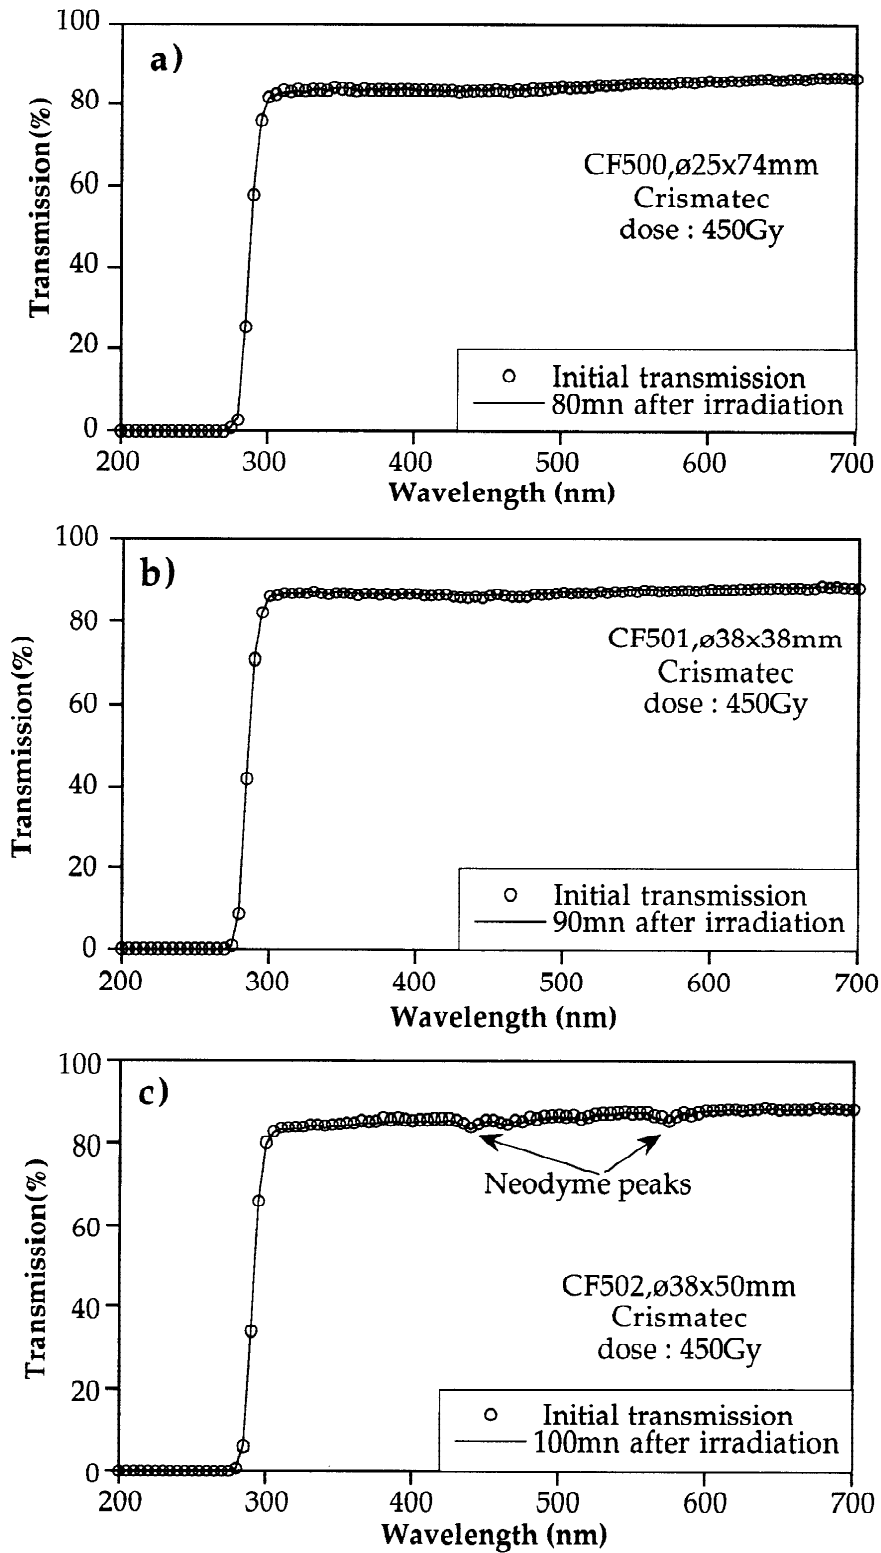 a)
Transmission(%)
100
80
60
40
20
0
CF500,ø25x74mm
Crismatec
dose : 450Gy
Initial transmission
80mn after irradiation
200 300 400 500 600 700
Wavelength (nm)
b)
Transmission(%)
100
80
60
40
20
0
CF501,ø38x38mm
Crismatec
dose : 450Gy
Initial transmission
90mn after irradiation
200 300 400 500 600 700
Wavelength (nm)
c)
Transmission(%)
100
80
60
40
20
0
Neodyme peaks
CF502,ø38x50mm
Crismatec
dose : 450Gy
Initial transmission
100mn after irradiation
200 300 400 500 600 700
Wavelength (nm)